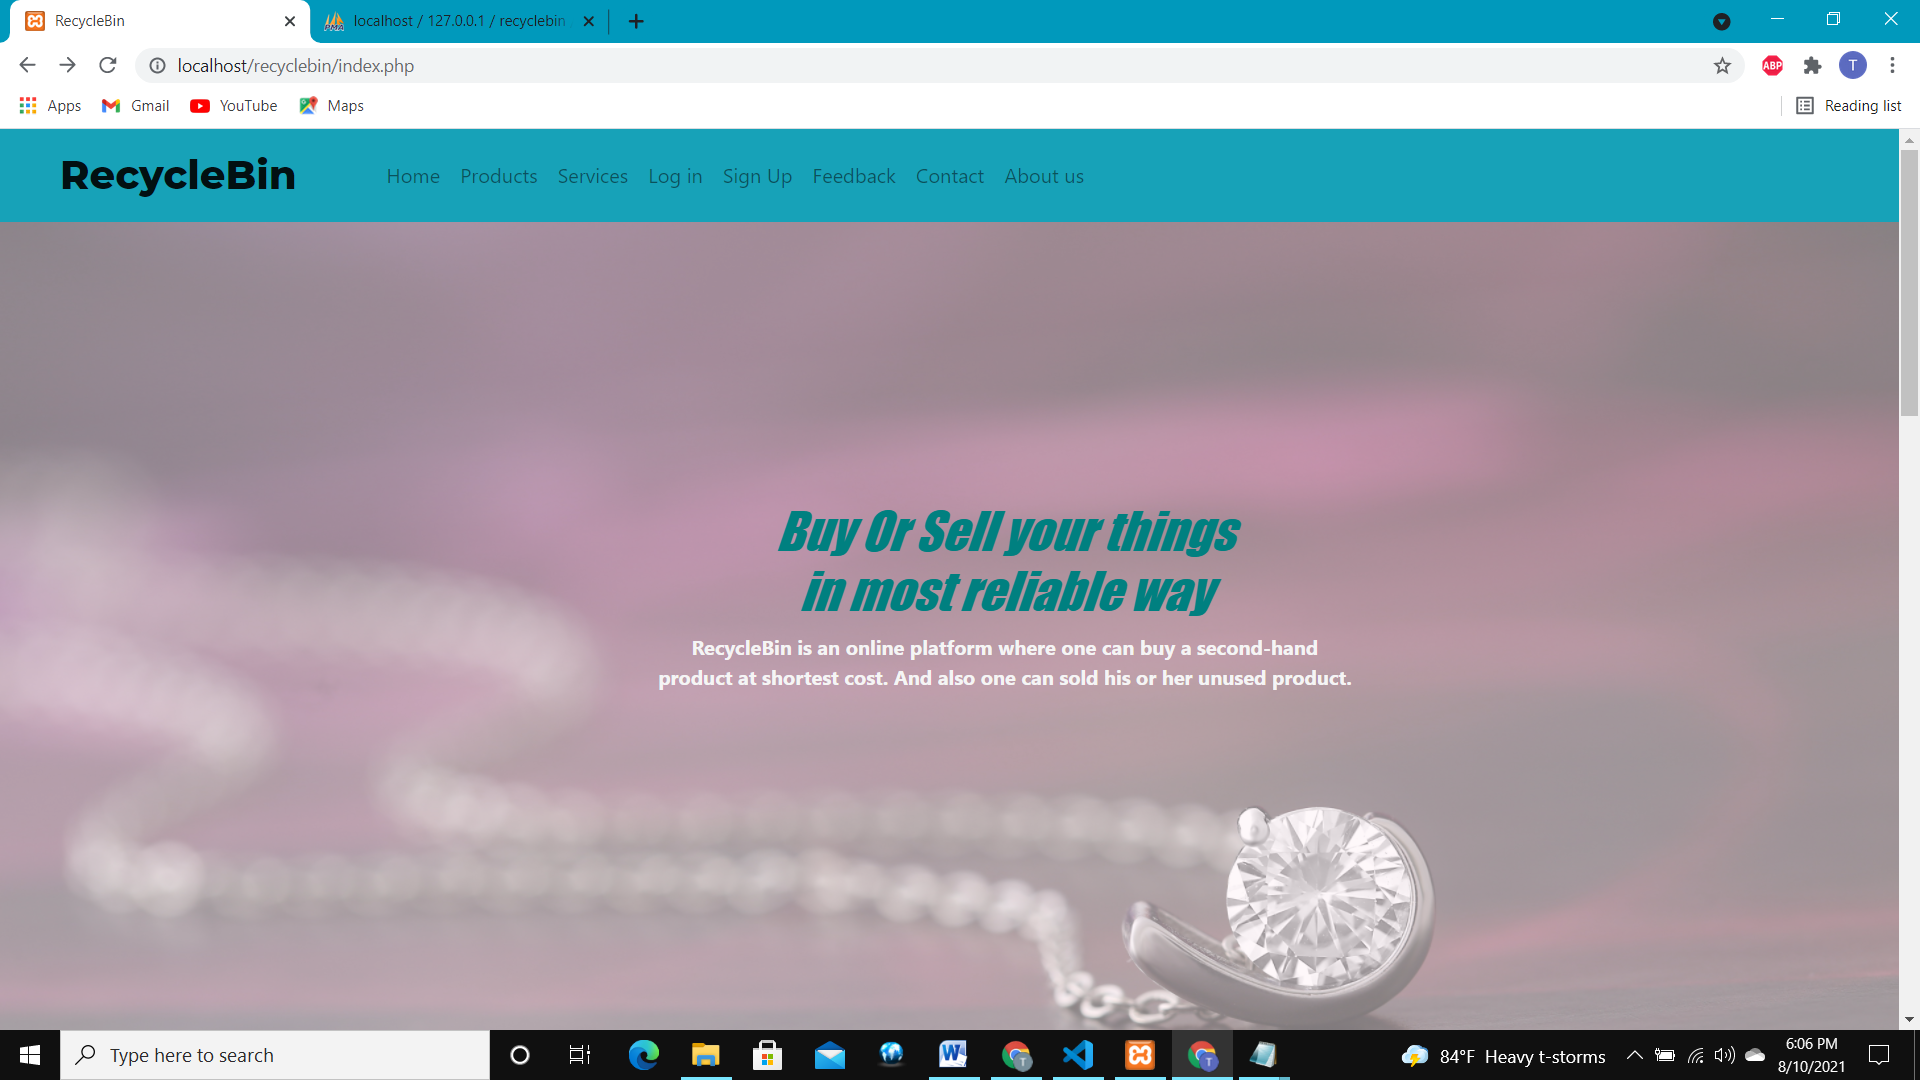 RecycleBin
localhost / 127.0.0.1 / recyclebin
localhost/recyclebin/index.php
ABP
T
Apps Gmail YouTube Maps Reading list
RecycleBin Home Products Services Log in Sign Up Feedback Contact About us
Buy Or Sell your things
in most reliable way
RecycleBin is an online platform where one can buy a second-hand
product at shortest cost. And also one can sold his or her unused product.
Type here to search
84°F Heavy t-storms
6:06 PM
8/10/2021